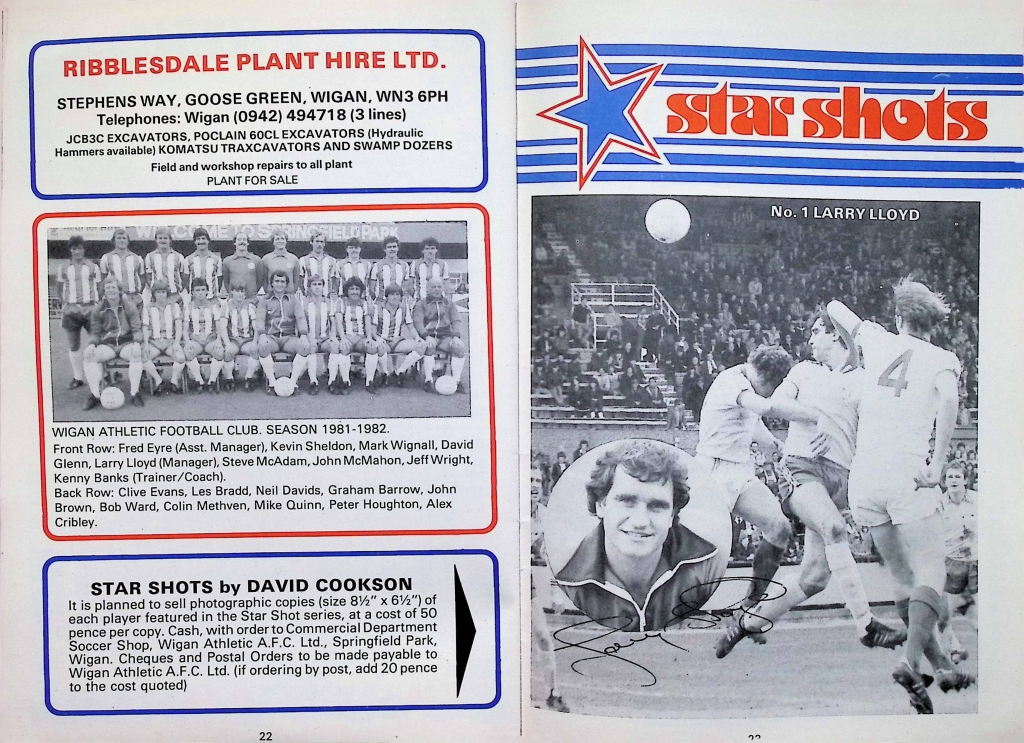 RIBBLESDALE PLANT HIRE LTD.
STEPHENS WAY, GOOSE GREEN, WIGAN, WN3 6PH
Telephones: Wigan (0942) 494718 (3 lines)
JCB3C EXCAVATORS, POCLAIN 60CL EXCAVATORS (Hydraulic
Hammers available) KOMATSU TRAXCAVATORS AND SWAMP DOZERS
Field and workshop repairs to all plant
PLANT FOR SALE
WELCOME TO SPRINGFIELD PARK
WIGAN ATHLETIC FOOTBALL CLUB. SEASON 1981-1982.
Front Row: Fred Eyre (Asst. Manager), Kevin Sheldon, Mark Wignall, David
Glenn, Larry Lloyd (Manager), Steve McAdam, John McMahon, Jeff Wright,
Kenny Banks (Trainer/Coach).
Back Row: Clive Evans, Les Bradd, Neil Davids, Graham Barrow, John
Brown, Bob Ward, Colin Methven, Mike Quinn, Peter Houghton, Alex
Cribley.
STAR SHOTS by DAVID COOKSON
It is planned to sell photographic copies (size 8½" x 6½") of
each player featured in the Star Shot series, at a cost of 50
pence per copy. Cash, with order to Commercial Department
Soccer Shop, Wigan Athletic A.F.C. Ltd., Springfield Park,
Wigan. Cheques and Postal Orders to be made payable to
Wigan Athletic A.F.C. Ltd. (if ordering by post, add 20 pence
to the cost quoted)
22
star shots
No. 1 LARRY LLOYD
4